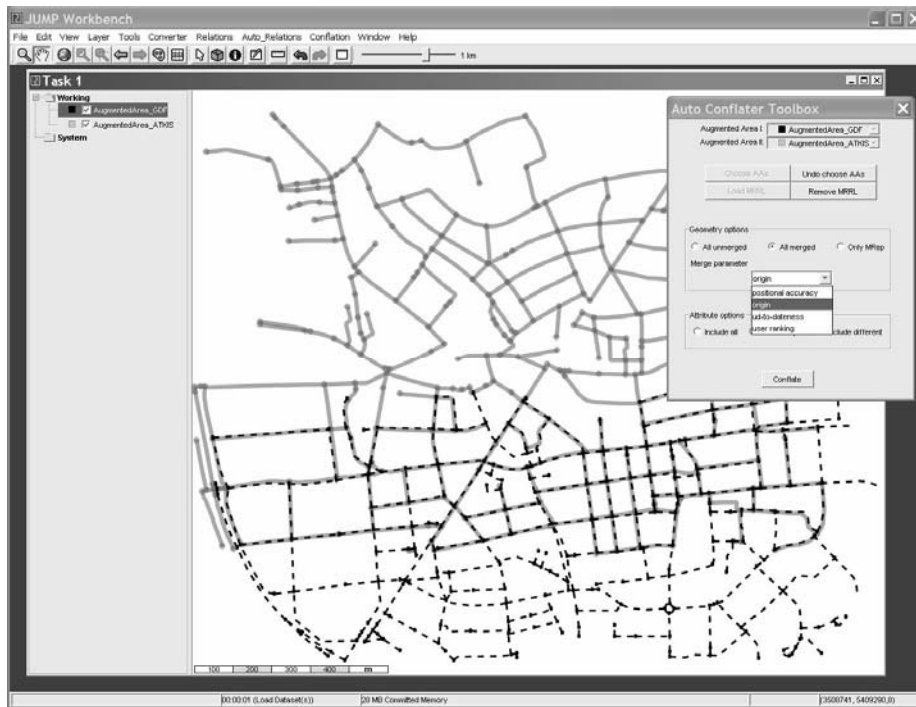 JUMP Workbench
File Edit View Layer Tools Converter Relations Auto_Relations Conflation Window Help
1 km
Task 1
Working
AugmentedArea_GDF
AugmentedArea_ATKIS
System
Auto Conflater Toolbox
Augmented Area I: AugmentedArea_GDF
Augmented Area II: AugmentedArea_ATKIS
Choose AAs Undo choose AAs
Load MRRL Remove MRRL
Geometry options
All unmerged All merged Only MRep
Merge parameter
origin
positional accuracy
origin
ud-to-dateness
user ranking
Attribute options
Include all clude different
Conflate
100 200 300 400 m
00:00:01 (Load Dataset(s)) 20 MB Committed Memory (3500741, 5409290,0)